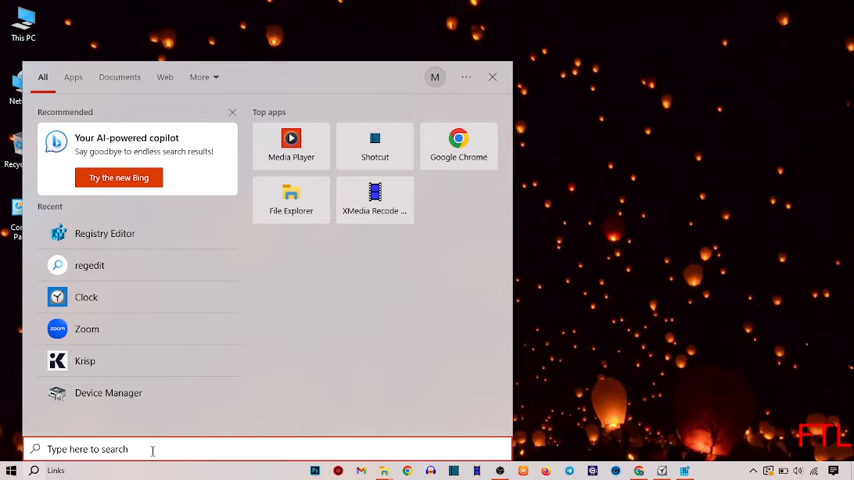 This PC
All Apps Documents Web More M
Recommended
Your AI-powered copilot
Say goodbye to endless search results!
Try the new Bing
Top apps
Media Player Shotcut Google Chrome
File Explorer XMedia Recode ...
Recent
Registry Editor
regedit
Clock
zoom Zoom
Krisp
Device Manager
Type here to search
Links
FTL